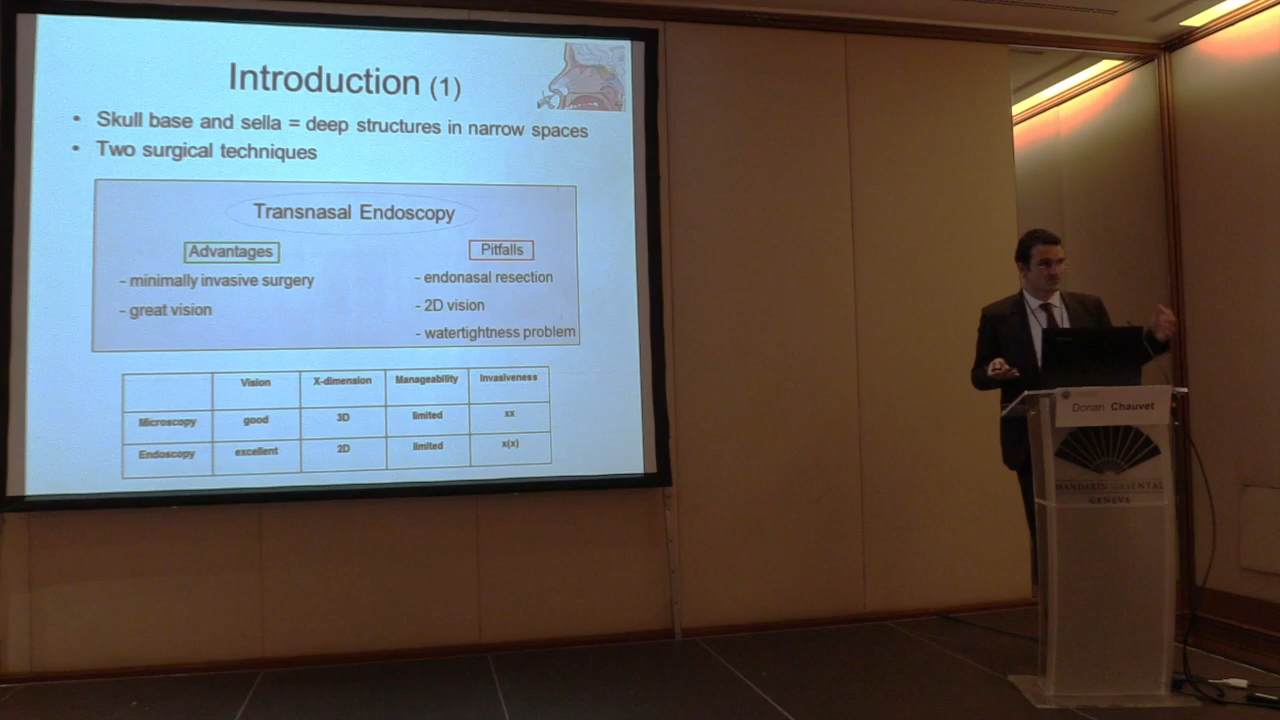 Introduction (1)
• Skull base and sella = deep structures in narrow spaces
• Two surgical techniques
Transnasal Endoscopy
Advantages
- minimally invasive surgery
- great vision
Pitfalls
- endonasal resection
- 2D vision
- watertightness problem
Vision X-dimension Manageability Invasiveness
Microscopy good 3D limited xx
Endoscopy excellent 2D limited x(x)
Dorian Chauvet
MANDARIN ORIENTAL
GENEVA